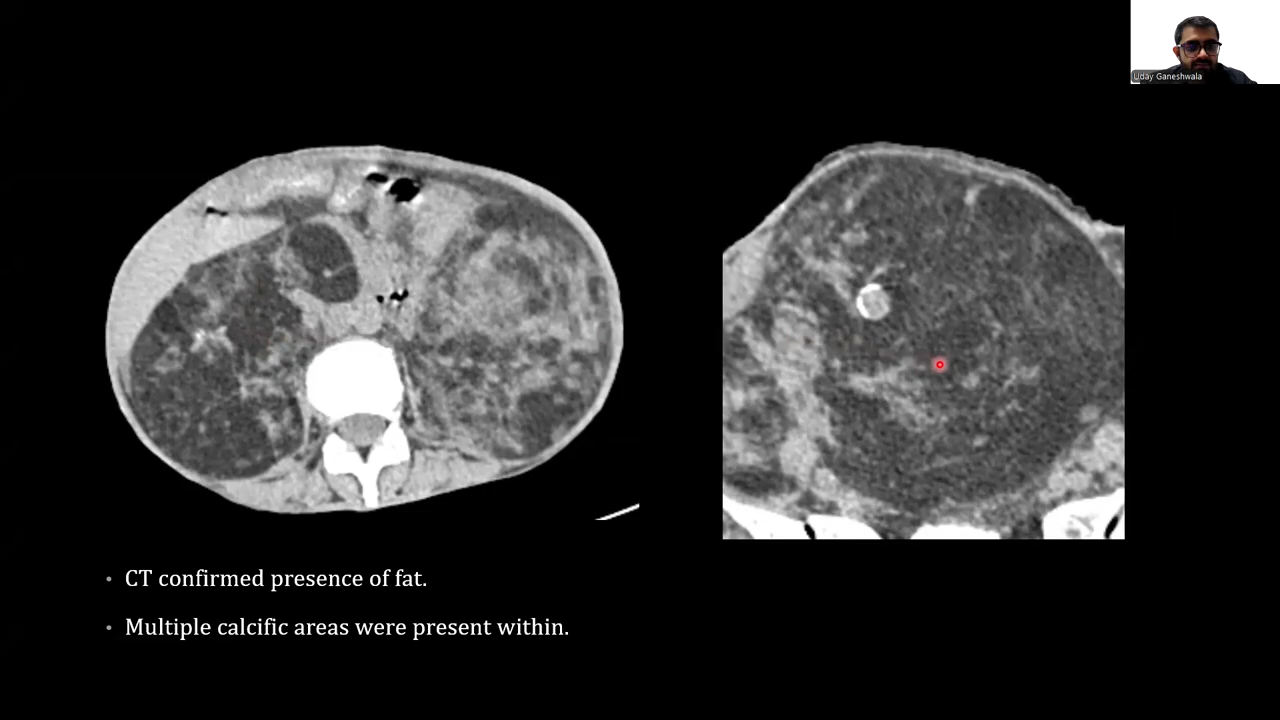 Uday Ganeshwala
CT confirmed presence of fat.
Multiple calcific areas were present within.